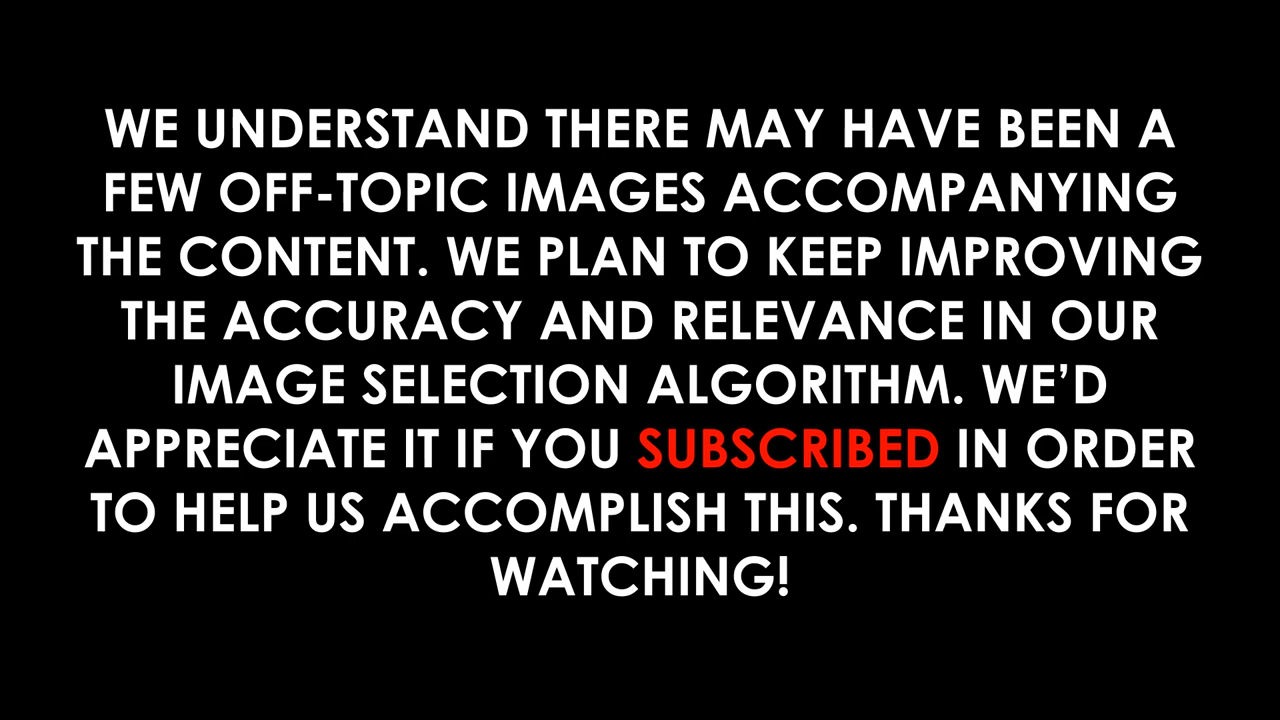 WE UNDERSTAND THERE MAY HAVE BEEN A
FEW OFF-TOPIC IMAGES ACCOMPANYING
THE CONTENT. WE PLAN TO KEEP IMPROVING
THE ACCURACY AND RELEVANCE IN OUR
IMAGE SELECTION ALGORITHM. WE’D
APPRECIATE IT IF YOU SUBSCRIBED IN ORDER
TO HELP US ACCOMPLISH THIS. THANKS FOR
WATCHING!